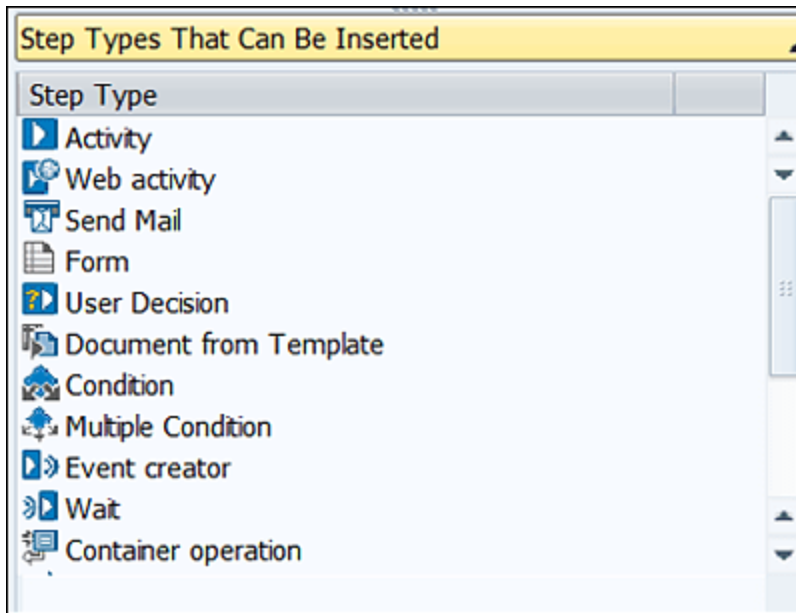 Step Types That Can Be Inserted
Step Type
Activity
Web activity
Send Mail
Form
User Decision
Document from Template
Condition
Multiple Condition
Event creator
Wait
Container operation